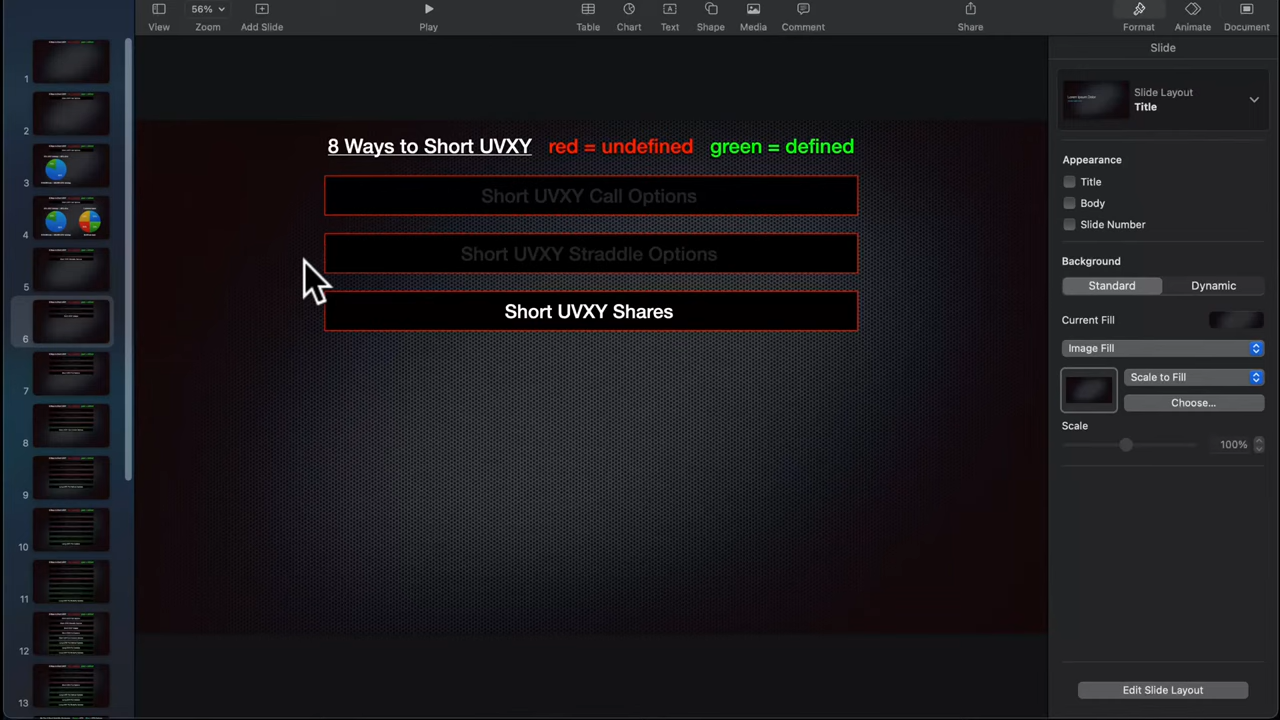 56%
View
Zoom
Add Slide
Play
Table
Chart
Text
Shape
Media
Comment
Share
Format
Animate
Document
1
2
3
4
5
6
7
8
9
10
11
12
13
8 Ways to Short UVXY red = undefined green = defined
Short UVXY Call Options
Short UVXY Straddle Options
Short UVXY Shares
Slide
Slide Layout
Title
Appearance
Title
Body
Slide Number
Background
Standard
Dynamic
Current Fill
Image Fill
Scale to Fill
Choose...
Scale
100%
Edit Slide Layout